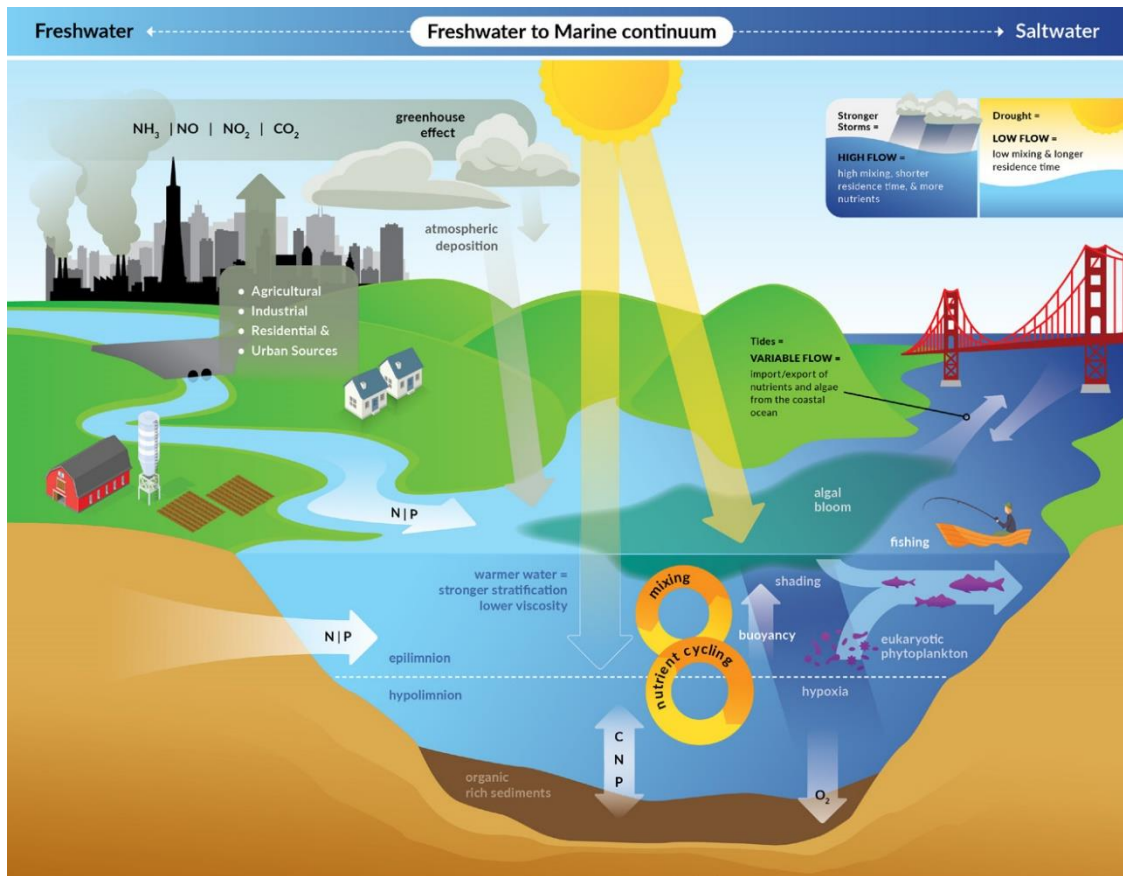 Freshwater
Freshwater to Marine continuum
Saltwater
NH₃ | NO | NO₂ | CO₂
greenhouse
effect
Stronger
Storms =
HIGH FLOW =
high mixing, shorter
residence time, & more
nutrients
Drought =
LOW FLOW =
low mixing & longer
residence time
atmospheric
deposition
• Agricultural
• Industrial
• Residential &
• Urban Sources
Tides =
VARIABLE FLOW =
import/export of
nutrients and algae
from the coastal
ocean
N|P
algal
bloom
fishing
warmer water =
stronger stratification
lower viscosity
mixing
shading
buoyancy
N|P
eukaryotic
phytoplankton
epilimnion
nutrient cycling
hypolimnion
hypoxia
C
N
P
organic
rich sediments
O₂